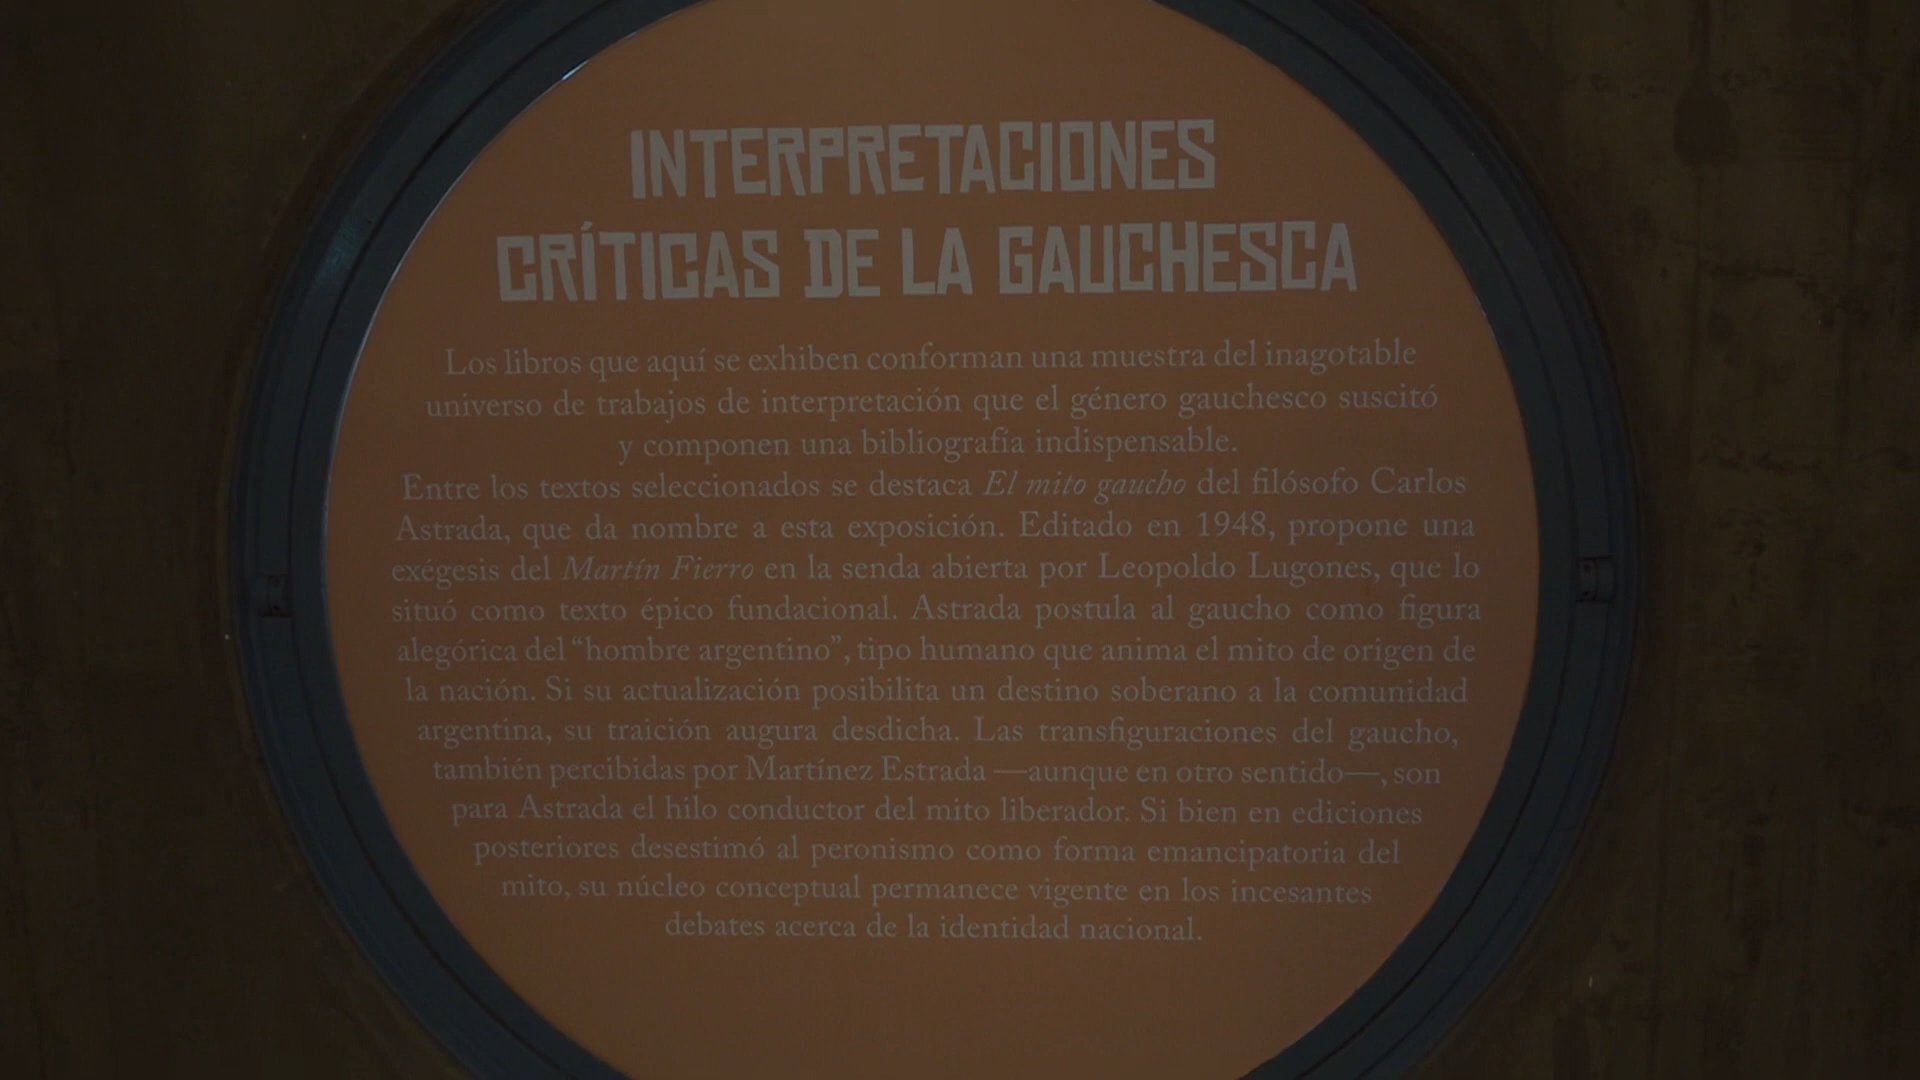 INTERPRETACIONES
CRÍTICAS DE LA GAUCHESCA
Los libros que aquí se exhiben conforman una muestra del inagotable
universo de trabajos de interpretación que el género gauchesco suscitó
y componen una bibliografía indispensable.
Entre los textos seleccionados se destaca El mito gaucho del filósofo Carlos
Astrada, que da nombre a esta exposición. Editado en 1948, propone una
exégesis del Martín Fierro en la senda abierta por Leopoldo Lugones, que lo
situó como texto épico fundacional. Astrada postula al gaucho como figura
alegórica del “hombre argentino”, tipo humano que anima el mito de origen de
la nación. Si su actualización posibilita un destino soberano a la comunidad
argentina, su traición augura desdicha. Las transfiguraciones del gaucho,
también percibidas por Martínez Estrada —aunque en otro sentido—, son
para Astrada el hilo conductor del mito liberador. Si bien en ediciones
posteriores desestimó al peronismo como forma emancipatoria del
mito, su núcleo conceptual permanece vigente en los incesantes
debates acerca de la identidad nacional.